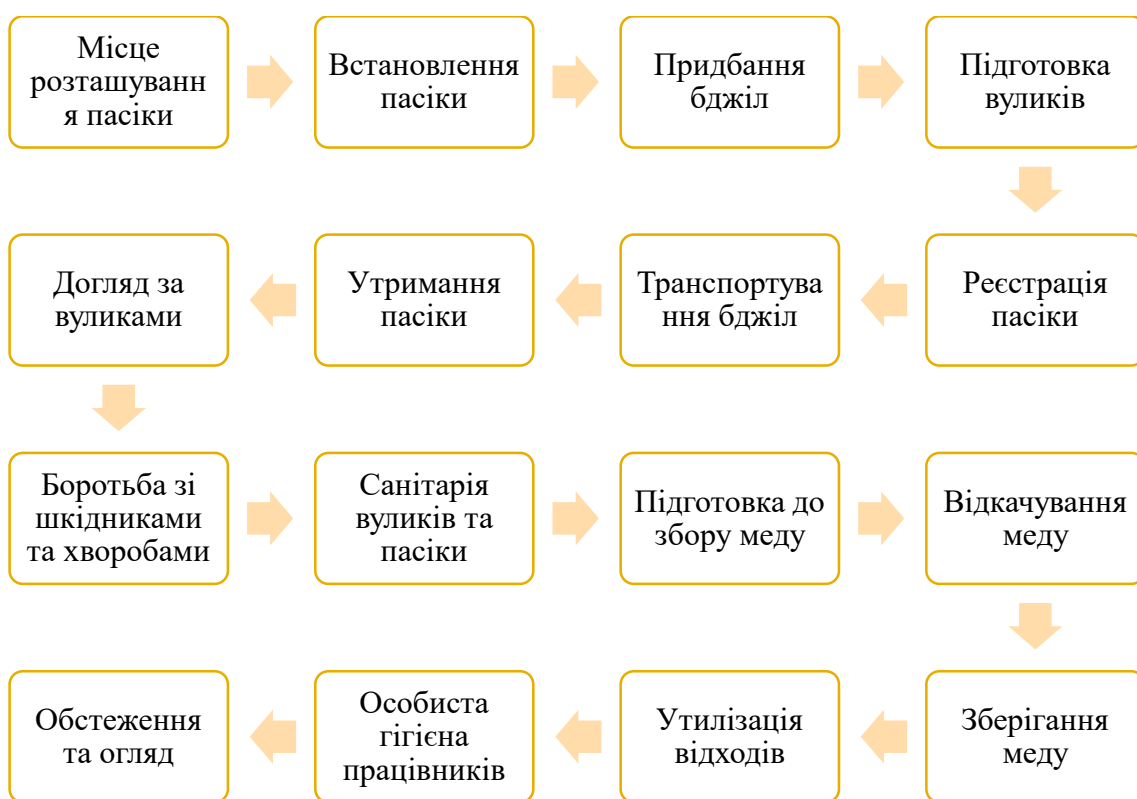 Місце
розташуванн
я пасіки
Встановлення
пасіки
Придбання
бджіл
Підготовка
вуликів
Реєстрація
пасіки
Транспортува
ння бджіл
Утримання
пасіки
Догляд за
вуликами
Боротьба зі
шкідниками
та хворобами
Санітарія
вуликів та
пасіки
Підготовка до
збору меду
Відкачування
меду
Зберігання
меду
Утилізація
відходів
Особиста
гігієна
працівників
Обстеження
та огляд